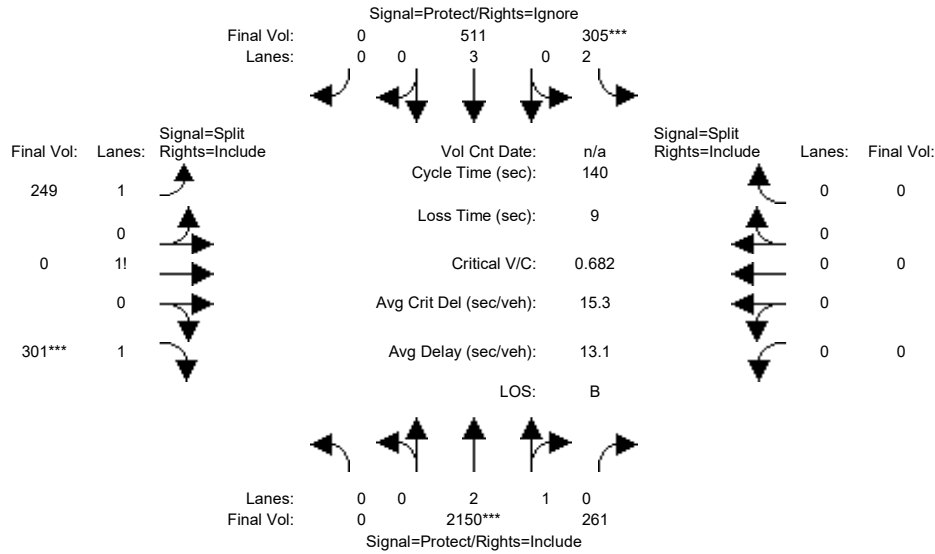 Signal=Protect/Rights=Ignore
Final Vol: 0 511 305***
Lanes: 0 0 3 0 2
Signal=Split Signal=Split
Final Vol: Lanes: Rights=Include Vol Cnt Date: n/a Rights=Include Lanes: Final Vol:
Cycle Time (sec): 140
249 1 0 0
Loss Time (sec): 9
0 0
0 1! Critical V/C: 0.682 0 0
0 Avg Crit Del (sec/veh): 15.3 0
301*** 1 Avg Delay (sec/veh): 13.1 0 0
LOS: B
Lanes: 0 0 2 1 0
Final Vol: 0 2150*** 261
Signal=Protect/Rights=Include